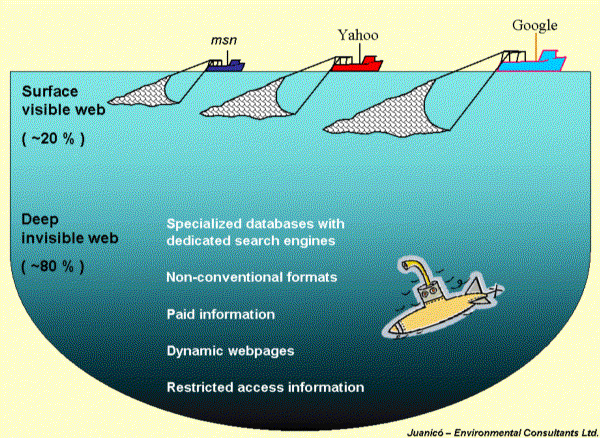 msn
Yahoo
Google
Surface
visible web
( ~20 % )
Deep
invisible web
( ~80 % )
Specialized databases with
dedicated search engines
Non-conventional formats
Paid information
Dynamic webpages
Restricted access information
Juanicó – Environmental Consultants Ltd.